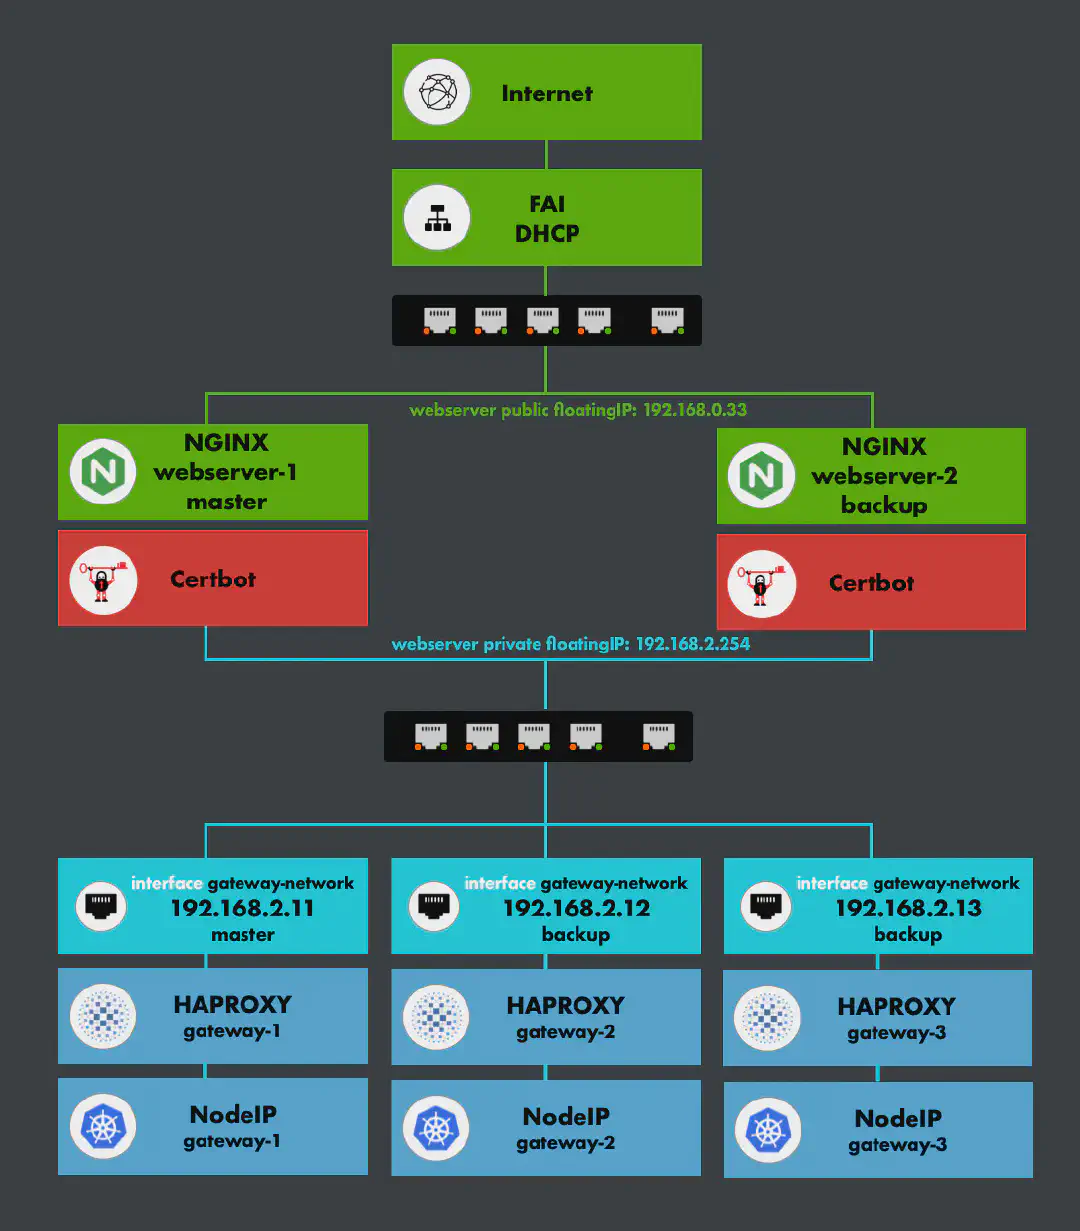 Internet
FAI
DHCP
webserver public floatingIP: 192.168.0.33
NGINX
webserver-1
master
NGINX
webserver-2
backup
Certbot
Certbot
webserver private floatingIP: 192.168.2.254
interface gateway-network
192.168.2.11
master
interface gateway-network
192.168.2.12
backup
interface gateway-network
192.168.2.13
backup
HAPROXY
gateway-1
HAPROXY
gateway-2
HAPROXY
gateway-3
NodeIP
gateway-1
NodeIP
gateway-2
NodeIP
gateway-3